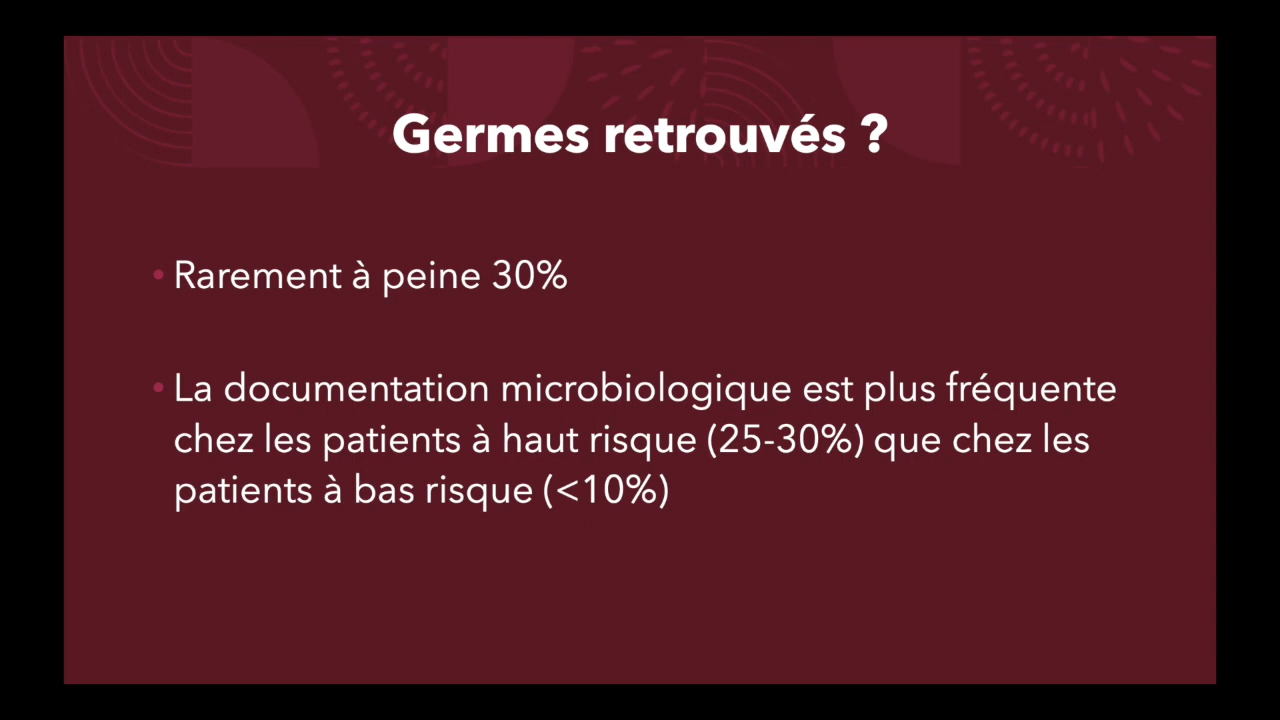 Germes retrouvés ?
• Rarement à peine 30%
• La documentation microbiologique est plus fréquente
chez les patients à haut risque (25-30%) que chez les
patients à bas risque (<10%)